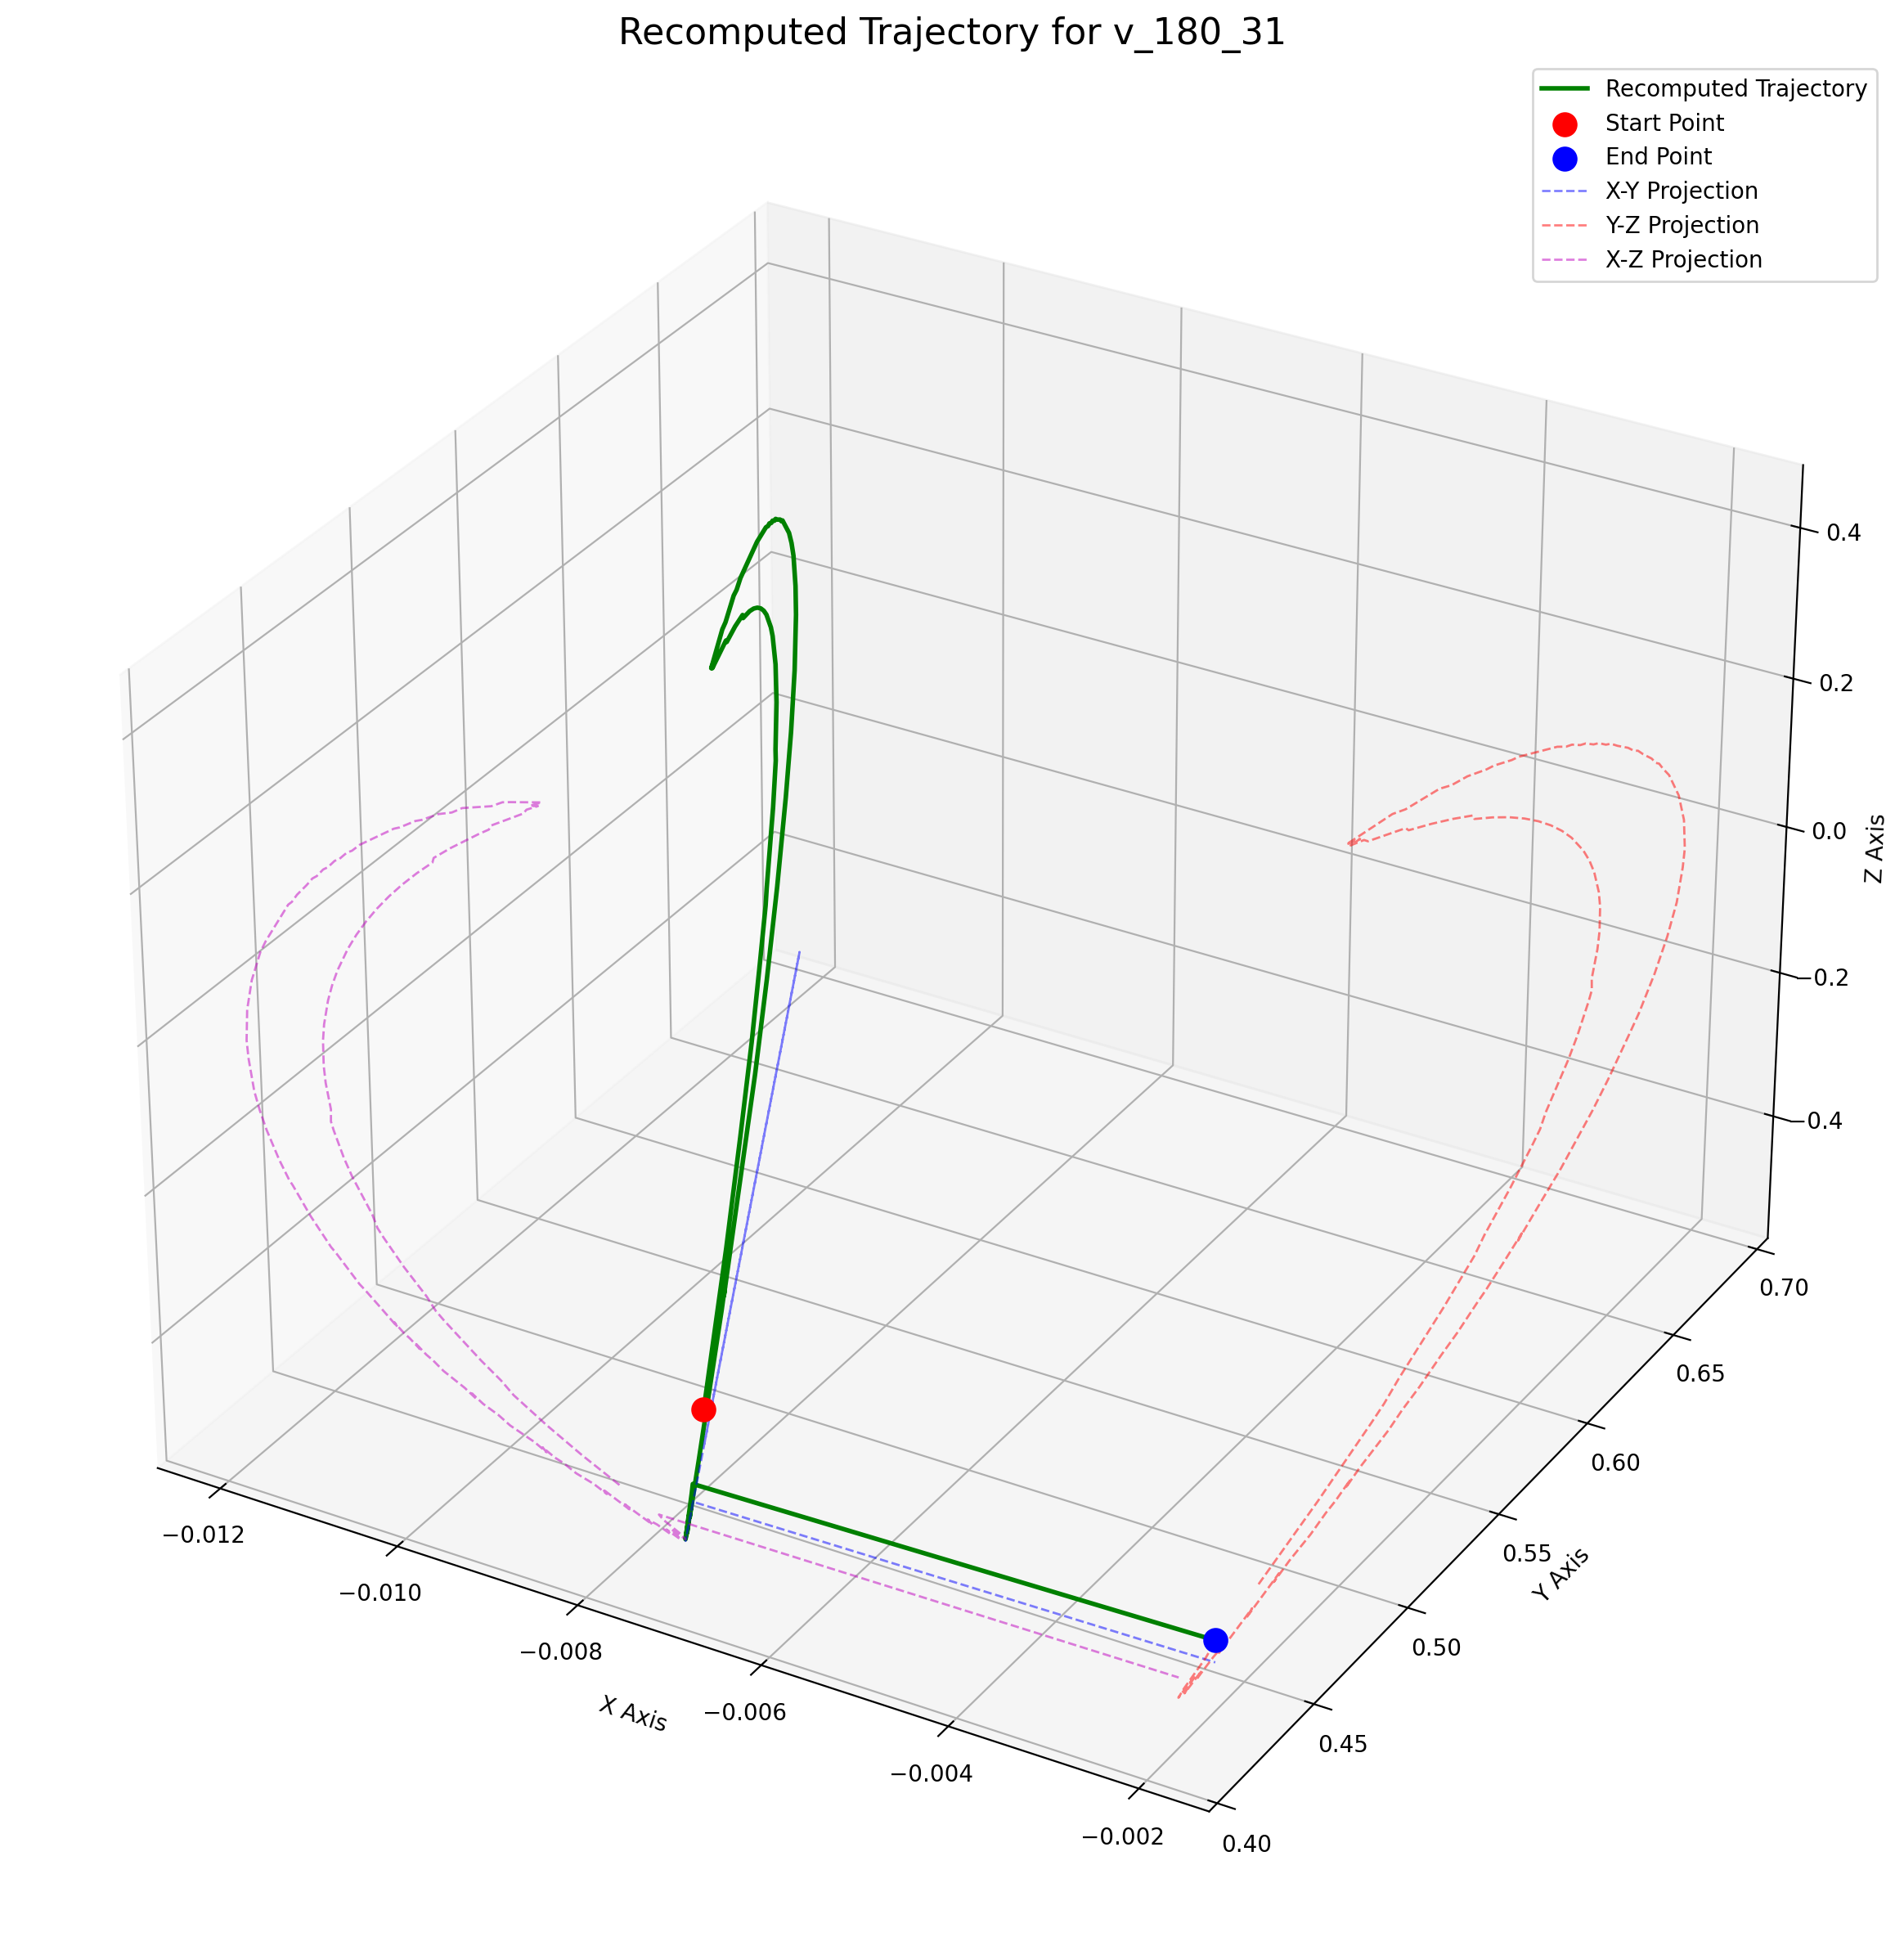 Recomputed Trajectory for v_180_31
Recomputed Trajectory
Start Point
End Point
X-Y Projection
Y-Z Projection
X-Z Projection
0.4
0.2
0.0
−0.2
−0.4
Z Axis
0.70
0.65
0.60
0.55
0.50
0.45
0.40
Y Axis
−0.012
−0.010
−0.008
−0.006
−0.004
−0.002
X Axis